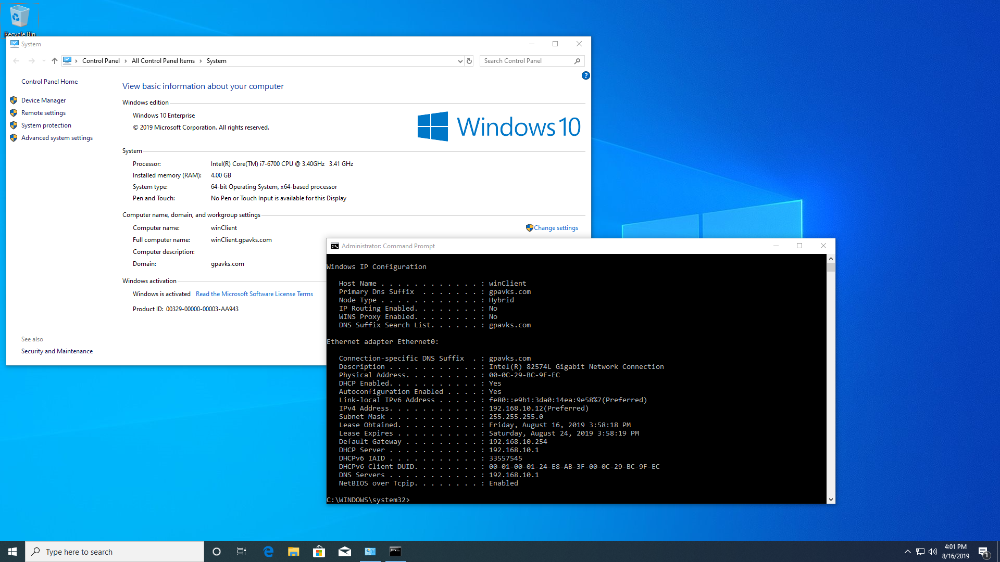 Recycle Bin
System
Control Panel
All Control Panel Items
System
Search Control Panel
?
Control Panel Home
Device Manager
Remote settings
System protection
Advanced system settings
See also
Security and Maintenance
View basic information about your computer
Windows edition
Windows 10 Enterprise
© 2019 Microsoft Corporation. All rights reserved.
Windows 10
System
Processor: Intel(R) Core(TM) i7-6700 CPU @ 3.40GHz 3.41 GHz
Installed memory (RAM): 4.00 GB
System type: 64-bit Operating System, x64-based processor
Pen and Touch: No Pen or Touch Input is available for this Display
Computer name, domain, and workgroup settings
Computer name: winClient
Change settings
Full computer name: winClient.gpavks.com
Computer description:
Domain: gpavks.com
Windows activation
Windows is activated Read the Microsoft Software License Terms
Product ID: 00329-00000-00003-AA943
Administrator: Command Prompt
Windows IP Configuration
Host Name . . . . . . . . . . . . : winClient
Primary Dns Suffix . . . . . . . : gpavks.com
Node Type . . . . . . . . . . . . : Hybrid
IP Routing Enabled. . . . . . . . : No
WINS Proxy Enabled. . . . . . . . : No
DNS Suffix Search List. . . . . . : gpavks.com
Ethernet adapter Ethernet0:
Connection-specific DNS Suffix . : gpavks.com
Description . . . . . . . . . . . : Intel(R) 82574L Gigabit Network Connection
Physical Address. . . . . . . . . : 00-0C-29-BC-9F-EC
DHCP Enabled. . . . . . . . . . . : Yes
Autoconfiguration Enabled . . . . : Yes
Link-local IPv6 Address . . . . . : fe80::e9b1:3da0:14ea:9e58%7(Preferred)
IPv4 Address. . . . . . . . . . . : 192.168.10.12(Preferred)
Subnet Mask . . . . . . . . . . . : 255.255.255.0
Lease Obtained. . . . . . . . . . : Friday, August 16, 2019 3:58:18 PM
Lease Expires . . . . . . . . . . : Saturday, August 24, 2019 3:58:19 PM
Default Gateway . . . . . . . . . : 192.168.10.254
DHCP Server . . . . . . . . . . . : 192.168.10.1
DHCPv6 IAID . . . . . . . . . . . : 33557545
DHCPv6 Client DUID. . . . . . . . : 00-01-00-01-24-E8-AB-3F-00-0C-29-BC-9F-EC
DNS Servers . . . . . . . . . . . : 192.168.10.1
NetBIOS over Tcpip. . . . . . . . : Enabled
C:\WINDOWS\system32>
Type here to search
4:01 PM
8/16/2019
1